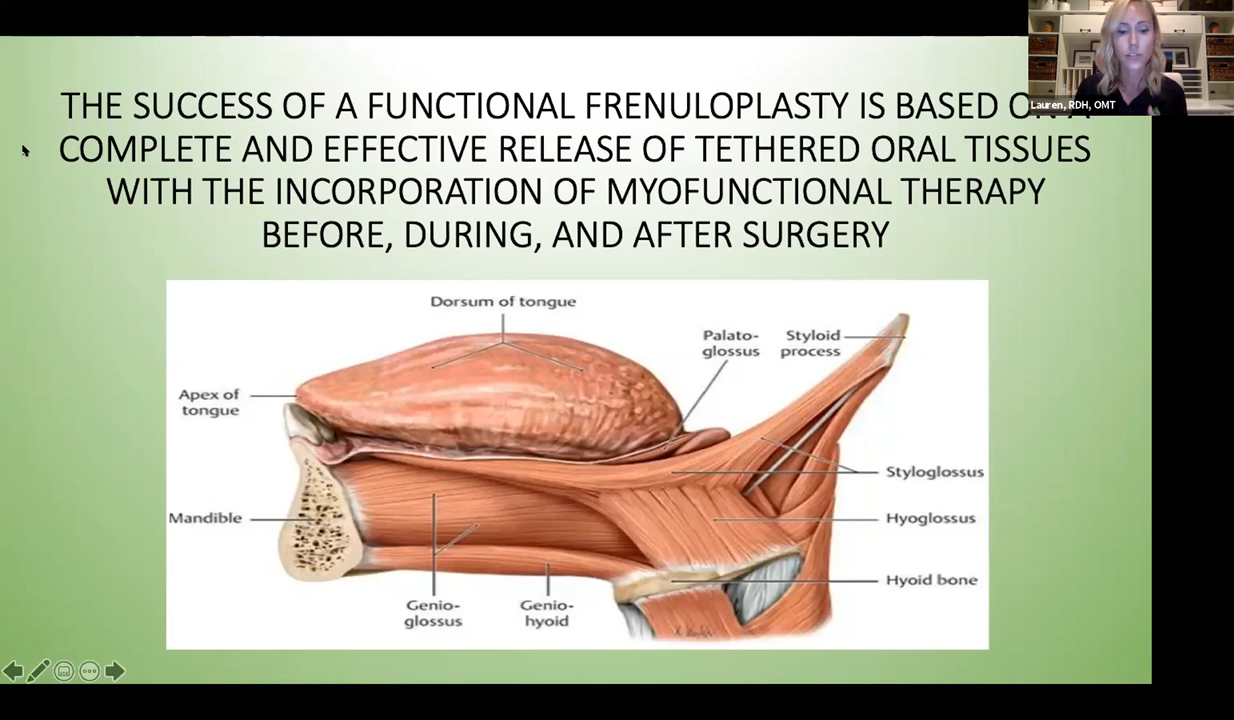 THE SUCCESS OF A FUNCTIONAL FRENULOPLASTY IS BASED ON A
COMPLETE AND EFFECTIVE RELEASE OF TETHERED ORAL TISSUES
WITH THE INCORPORATION OF MYOFUNCTIONAL THERAPY
BEFORE, DURING, AND AFTER SURGERY
Lauren, RDH, OMT
Dorsum of tongue
Palato-
glossus
Styloid
process
Apex of
tongue
Styloglossus
Mandible
Hyoglossus
Hyoid bone
Genio-
glossus
Genio-
hyoid